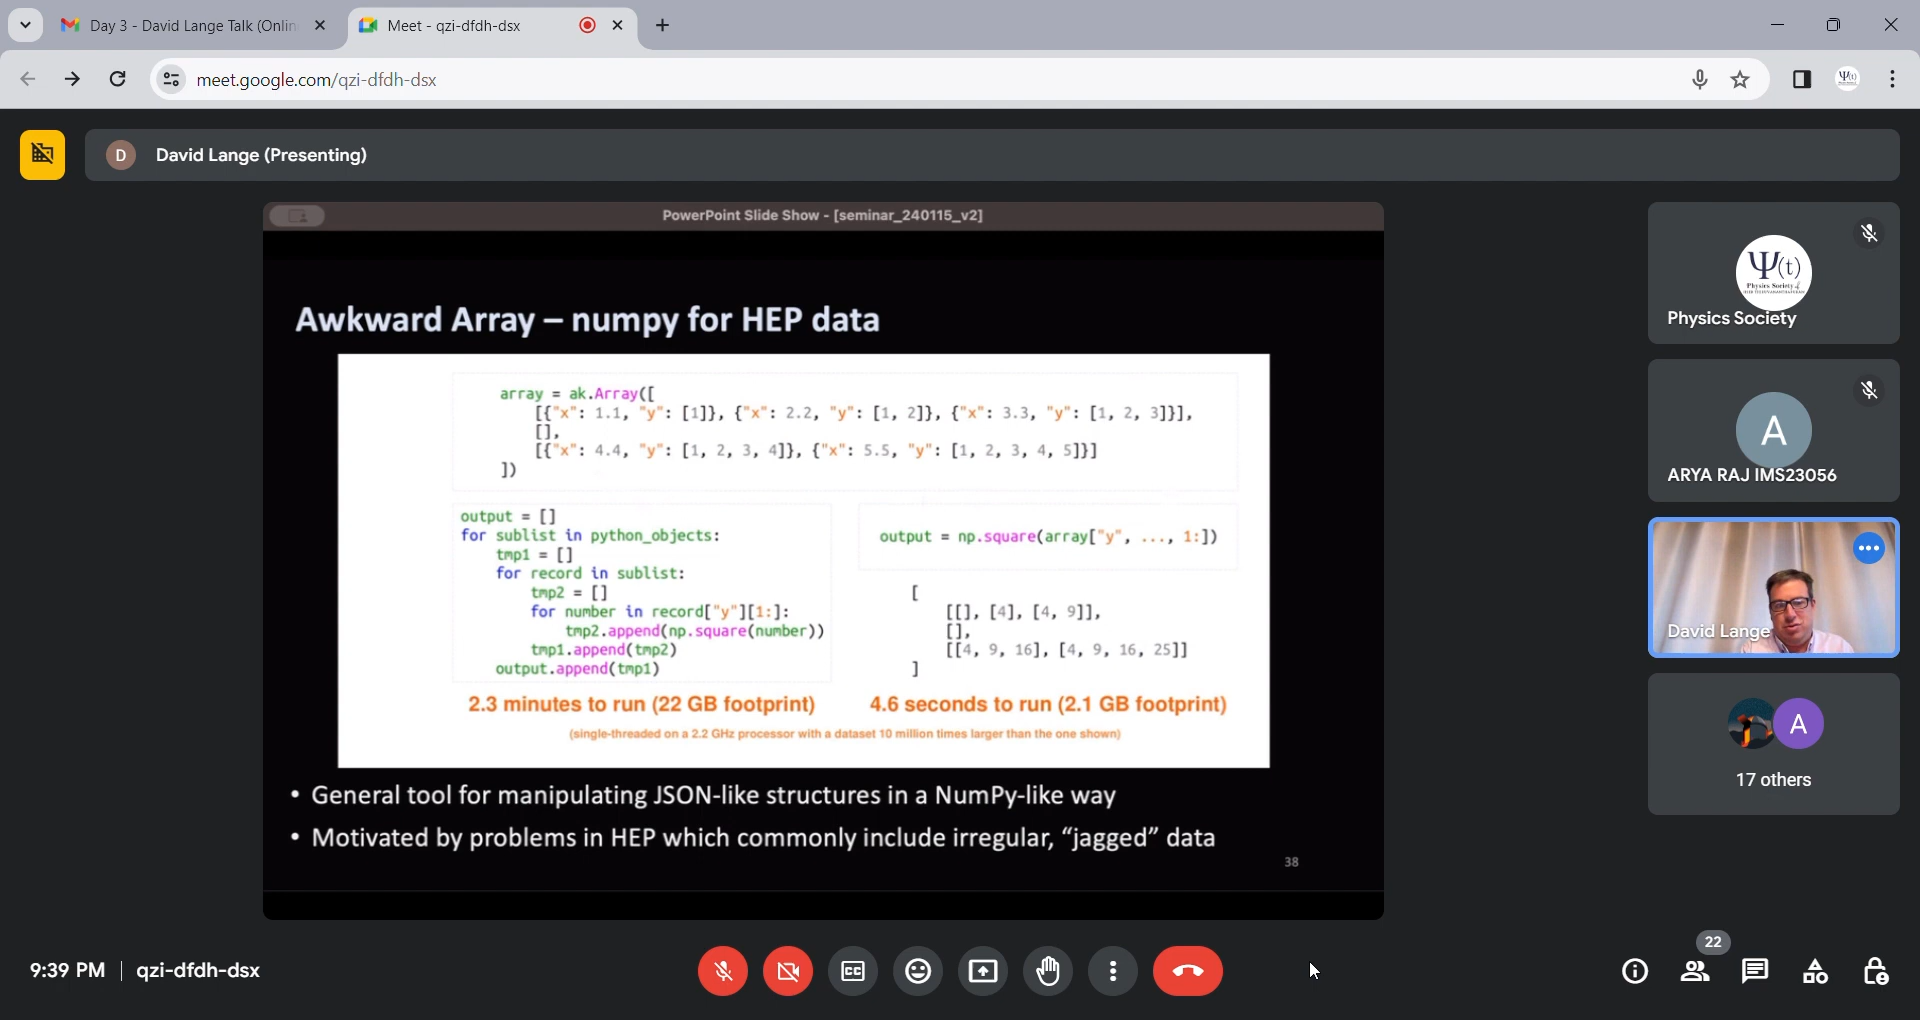 Day 3 - David Lange Talk (Onlin
Meet - qzi-dfdh-dsx
meet.google.com/qzi-dfdh-dsx
Ψ(t)
D
David Lange (Presenting)
PowerPoint Slide Show - [seminar_240115_v2]
Awkward Array – numpy for HEP data
array = ak.Array([
[{"x": 1.1, "y": [1]}, {"x": 2.2, "y": [1, 2]}, {"x": 3.3, "y": [1, 2, 3]}],
[],
[{"x": 4.4, "y": [1, 2, 3, 4]}, {"x": 5.5, "y": [1, 2, 3, 4, 5]}]
])
output = []
for sublist in python_objects:
tmp1 = []
for record in sublist:
tmp2 = []
for number in record["y"][1:]:
tmp2.append(np.square(number))
tmp1.append(tmp2)
output.append(tmp1)
2.3 minutes to run (22 GB footprint)
output = np.square(array["y", ..., 1:])
[
[[], [4], [4, 9]],
[],
[[4, 9, 16], [4, 9, 16, 25]]
]
4.6 seconds to run (2.1 GB footprint)
(single-threaded on a 2.2 GHz processor with a dataset 10 million times larger than the one shown)
• General tool for manipulating JSON-like structures in a NumPy-like way
• Motivated by problems in HEP which commonly include irregular, “jagged” data
38
Ψ(t)
Physics Society of
Physics Society
A
ARYA RAJ IMS23056
David Lange
A
17 others
9:39 PM | qzi-dfdh-dsx
CC
22